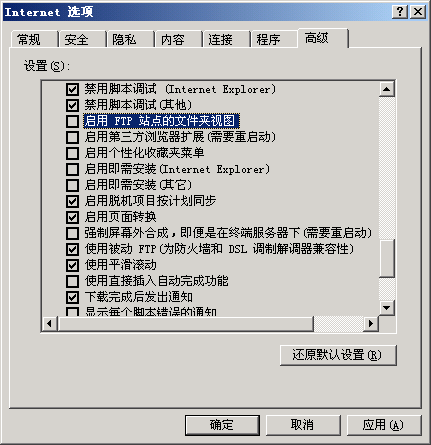 Internet 选项
常规 安全 隐私 内容 连接 程序 高级
设置(S):
禁用脚本调试 (Internet Explorer)
禁用脚本调试(其他)
启用 FTP 站点的文件夹视图
启用第三方浏览器扩展(需要重启动)
启用个性化收藏夹菜单
启用即需安装(Internet Explorer)
启用即需安装(其它)
启用脱机项目按计划同步
启用页面转换
强制屏幕外合成,即便是在终端服务器下(需要重启动)
使用被动 FTP(为防火墙和 DSL 调制解调器兼容性)
使用平滑滚动
使用直接插入自动完成功能
下载完成后发出通知
显示每个脚本错误的通知
还原默认设置(R)
确定 取消 应用(A)